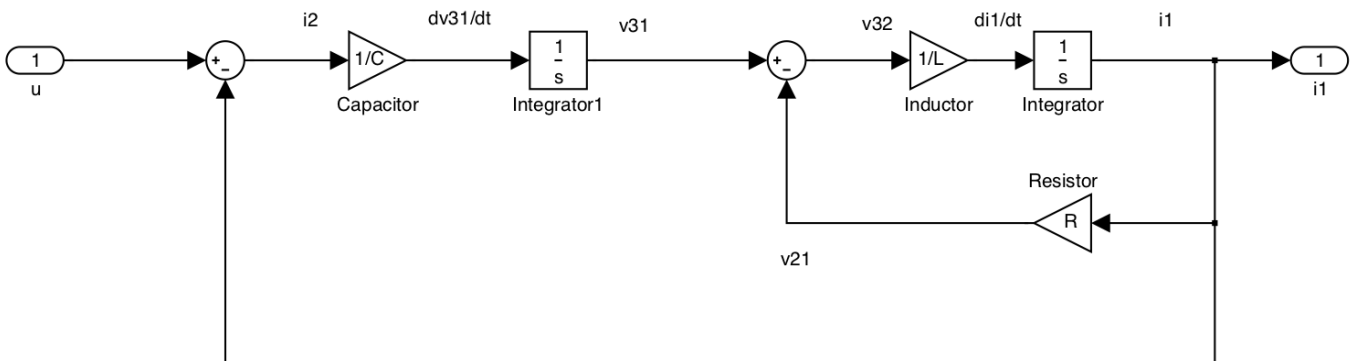 i2
dv31/dt
v31
v32
di1/dt
i1
1
u
+
−
1/C
Capacitor
1
s
Integrator1
+
−
1/L
Inductor
1
s
Integrator
1
i1
Resistor
R
v21